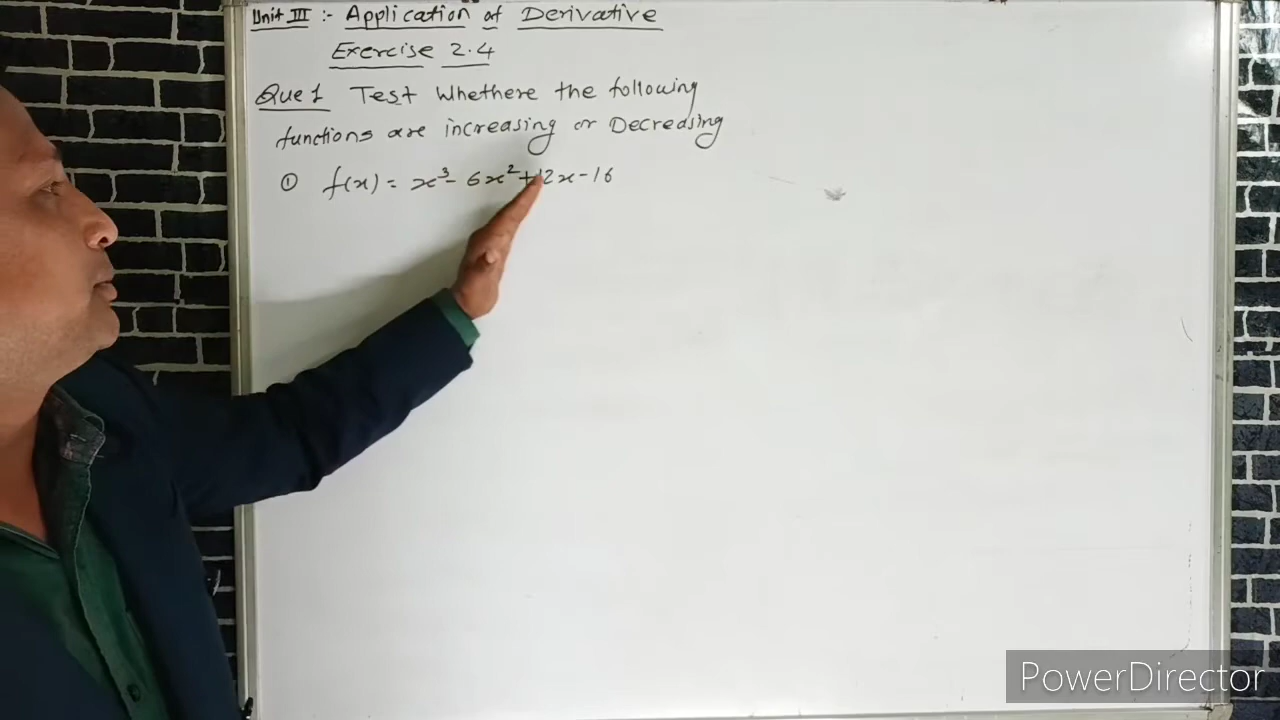 Unit III :- Application of Derivative
Exercise 2.4
Que 1 Test Whethere the following
functions are increasing or Decreasing
① f(x) = x³- 6x²+12x-16
PowerDirector